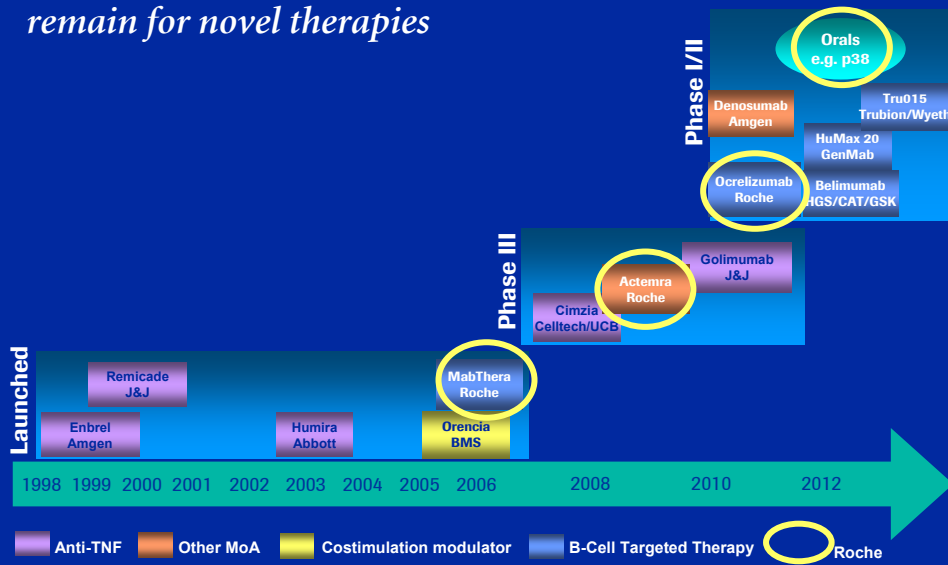 remain for novel therapies
Phase I/II
Orals
e.g. p38
Denosumab
Amgen
Tru015
Trubion/Wyeth
HuMax 20
GenMab
Ocrelizumab
Roche
Belimumab
HGS/CAT/GSK
Phase III
Golimumab
J&J
Actemra
Roche
Cimzia
Celltech/UCB
Launched
Remicade
J&J
MabThera
Roche
Enbrel
Amgen
Humira
Abbott
Orencia
BMS
1998 1999 2000 2001 2002 2003 2004 2005 2006 2008 2010 2012
Anti-TNF Other MoA Costimulation modulator B-Cell Targeted Therapy Roche